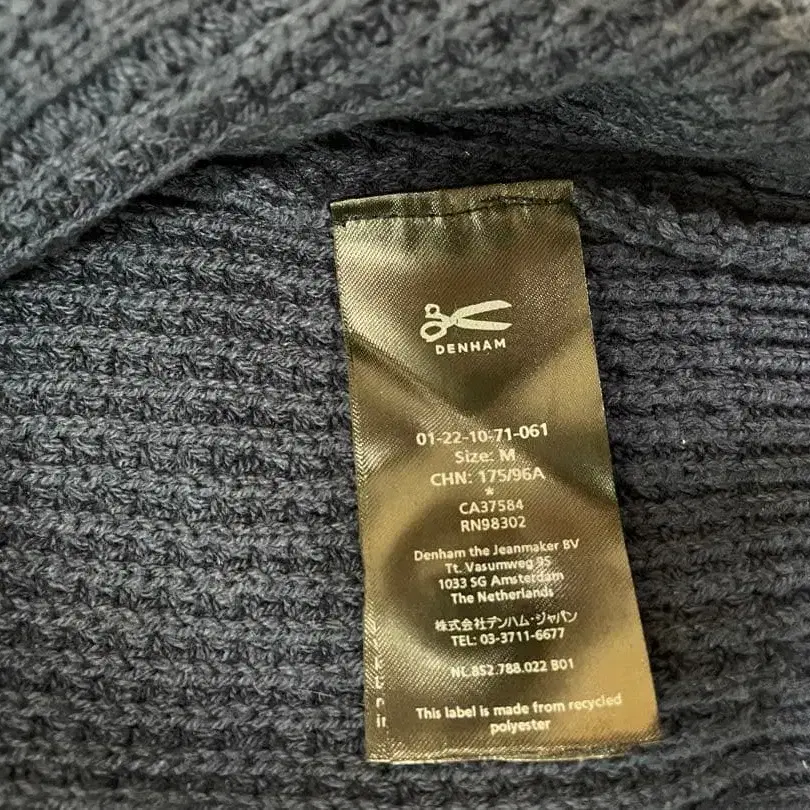 DENHAM
01-22-10-71-061
Size: M
CHN: 175/96A
*
CA37584
RN98302
Denham the Jeanmaker BV
Tt. Vasumweg 95
1033 SG Amsterdam
The Netherlands
株式会社デンハム・ジャパン
TEL: 03-3711-6677
NL.852.788.022 B01
This label is made from recycled
polyester